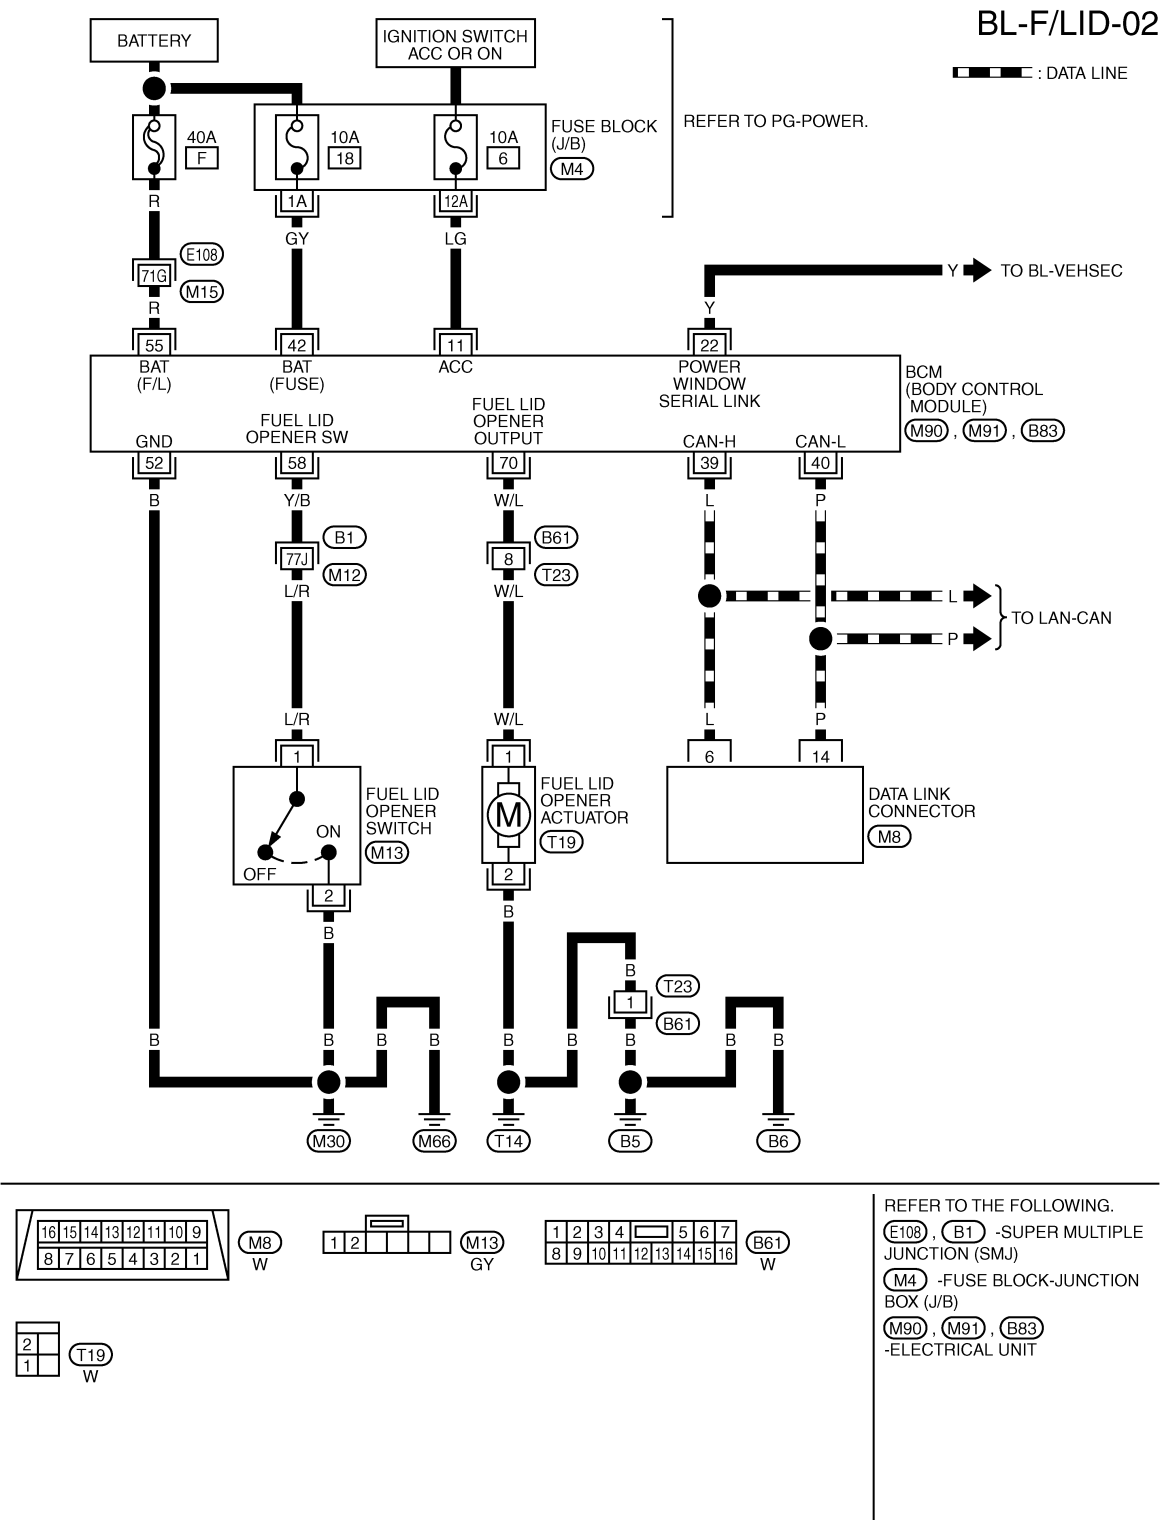 BL-F/LID-02
BATTERY
IGNITION SWITCH
ACC OR ON
: DATA LINE
40A
F
10A
18
10A
6
FUSE BLOCK
(J/B)
M4
REFER TO PG-POWER.
R
1A
12A
GY
LG
71G
E108
M15
R
Y
TO BL-VEHSEC
Y
55
42
11
22
BAT
(F/L)
BAT
(FUSE)
ACC
POWER
WINDOW
SERIAL LINK
BCM
(BODY CONTROL
MODULE)
M90 , M91 , B83
GND
FUEL LID
OPENER SW
FUEL LID
OPENER
OUTPUT
CAN-H
CAN-L
52
58
70
39
40
B
Y/B
W/L
L
P
77J
B1
M12
8
B61
T23
L/R
W/L
L
P
TO LAN-CAN
L/R
W/L
L
P
1
1
6
14
FUEL LID
OPENER
SWITCH
M13
ON
OFF
2
M
FUEL LID
OPENER
ACTUATOR
T19
2
DATA LINK
CONNECTOR
M8
B
B
B
1
T23
B61
B
B
B
B
B
B
B
B
B
M30
M66
T14
B5
B6
16 15 14 13 12 11 10 9
8 7 6 5 4 3 2 1
M8
W
1 2
M13
GY
1 2 3 4 5 6 7
8 9 10 11 12 13 14 15 16
B61
W
2
1
T19
W
REFER TO THE FOLLOWING.
E108 , B1 -SUPER MULTIPLE
JUNCTION (SMJ)
M4 -FUSE BLOCK-JUNCTION
BOX (J/B)
M90 , M91 , B83
-ELECTRICAL UNIT